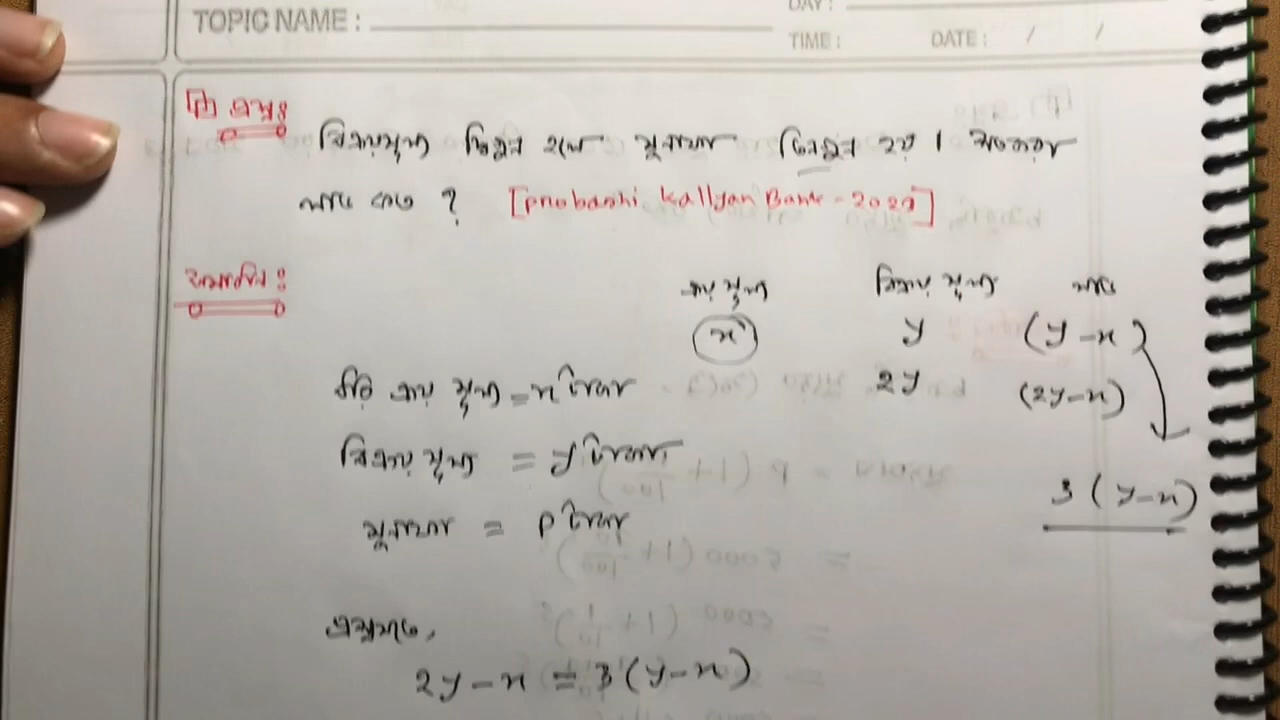 DAY :
TOPIC NAME :
TIME : DATE : / /
প্রশ্নঃ
বিক্রয়মূল্য দ্বিগুণ হলে মুনাফা তিনগুণ হয়। শতকরা
লাভ কত ? [Probashi Kallyan Bank - 2021]
সমাধানঃ
ক্রয় মূল্য বিক্রয় মূল্য লাভ
x y (y-x)
ধরি ক্রয় মূল্য = x টাকা 2y (2y-x)
বিক্রয় মূল্য = y টাকা
3(y-x)
মুনাফা = p টাকা
প্রশ্নমতে,
2y-x = 3(y-x)